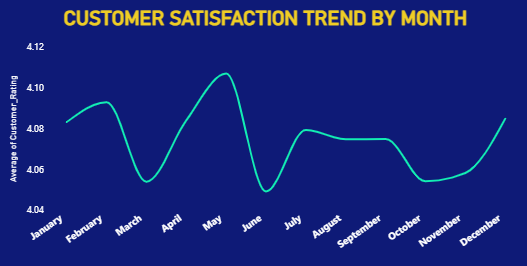 CUSTOMER SATISFACTION TREND BY MONTH
4.12
4.10
4.08
4.06
4.04
Average of Customer_Rating
January
February
March
April
May
June
July
August
September
October
November
December